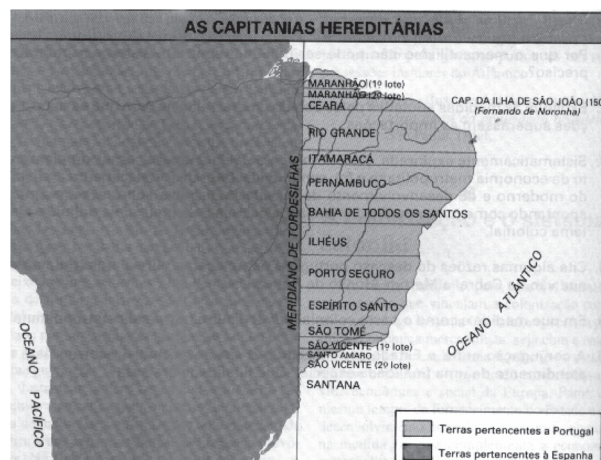 AS CAPITANIAS HEREDITÁRIAS
MARANHÃO (1º lote)
MARANHÃO (2º lote)
CEARÁ
CAP. DA ILHA DE SÃO JOÃO (150
(Fernando de Noronha)
RIO GRANDE
ITAMARACÁ
PERNAMBUCO
BAHIA DE TODOS OS SANTOS
ILHÉUS
PORTO SEGURO
ESPÍRITO SANTO
SÃO TOMÉ
SÃO VICENTE (1º lote)
SANTO AMARO
SÃO VICENTE (2º lote)
SANTANA
MERIDIANO DE TORDESILHAS
OCEANO ATLÂNTICO
OCEANO PACÍFICO
Terras pertencentes a Portugal
Terras pertencentes à Espanha